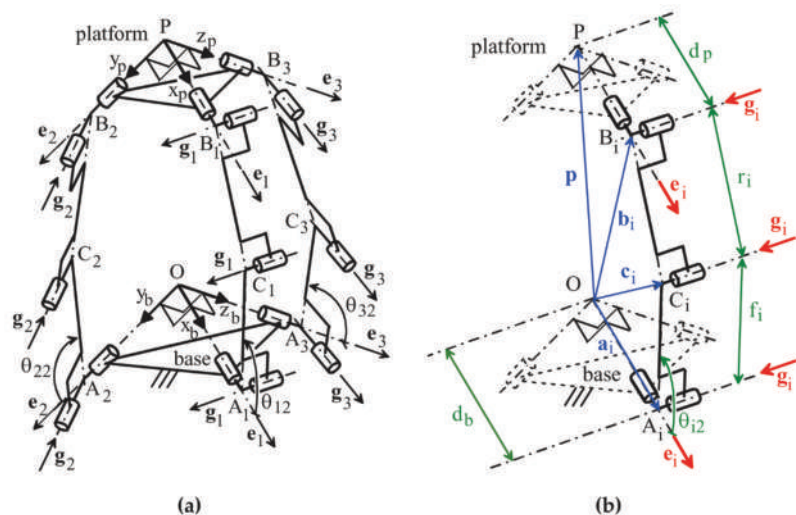 P
platform
z_p
y_p
x_p
B_3
e_3
B_2
e_2
g_2
g_1
B_1
g_3
e_1
C_2
C_3
g_1
C_1
g_3
g_2
O
y_b
z_b
x_b
θ_32
θ_22
A_3
e_3
base
A_2
e_2
g_1
A_1
θ_12
g_3
g_2
e_1
(a)
P
platform
d_p
g_i
B_i
p
e_i
r_i
b_i
g_i
c_i
O
C_i
f_i
a_i
base
g_i
d_b
A_i
θ_i2
e_i
(b)